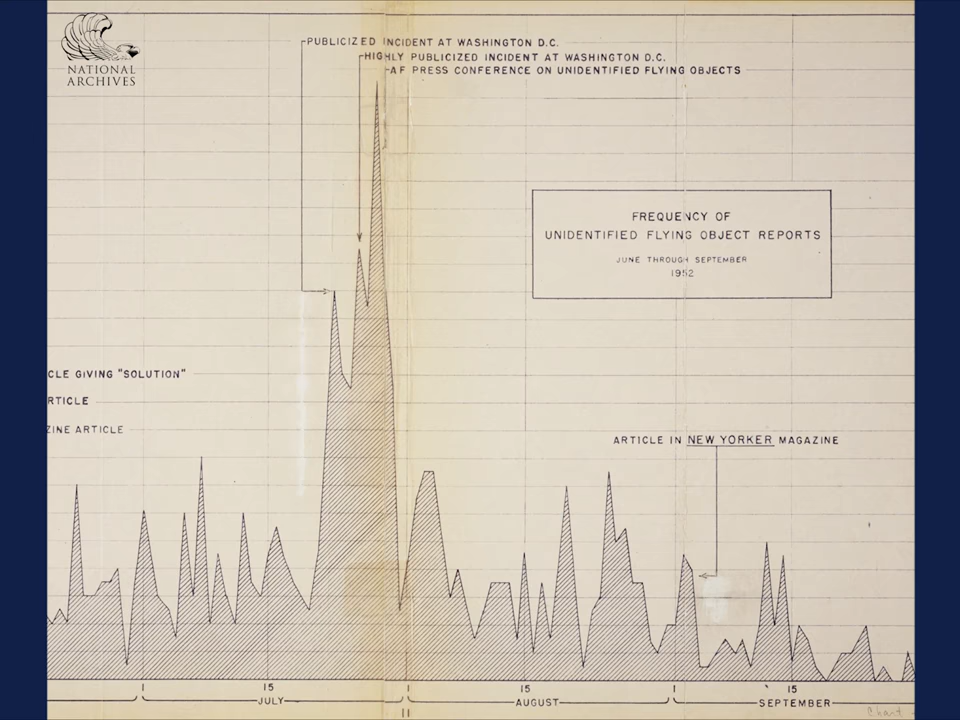 NATIONAL
ARCHIVES
PUBLICIZED INCIDENT AT WASHINGTON D.C.
HIGHLY PUBLICIZED INCIDENT AT WASHINGTON D.C.
AF PRESS CONFERENCE ON UNIDENTIFIED FLYING OBJECTS
FREQUENCY OF
UNIDENTIFIED FLYING OBJECT REPORTS
JUNE THROUGH SEPTEMBER
1952
CLE GIVING "SOLUTION"
RTICLE
ZINE ARTICLE
ARTICLE IN NEW YORKER MAGAZINE
1 15 1 15 1 15
JULY AUGUST SEPTEMBER
11
Chart